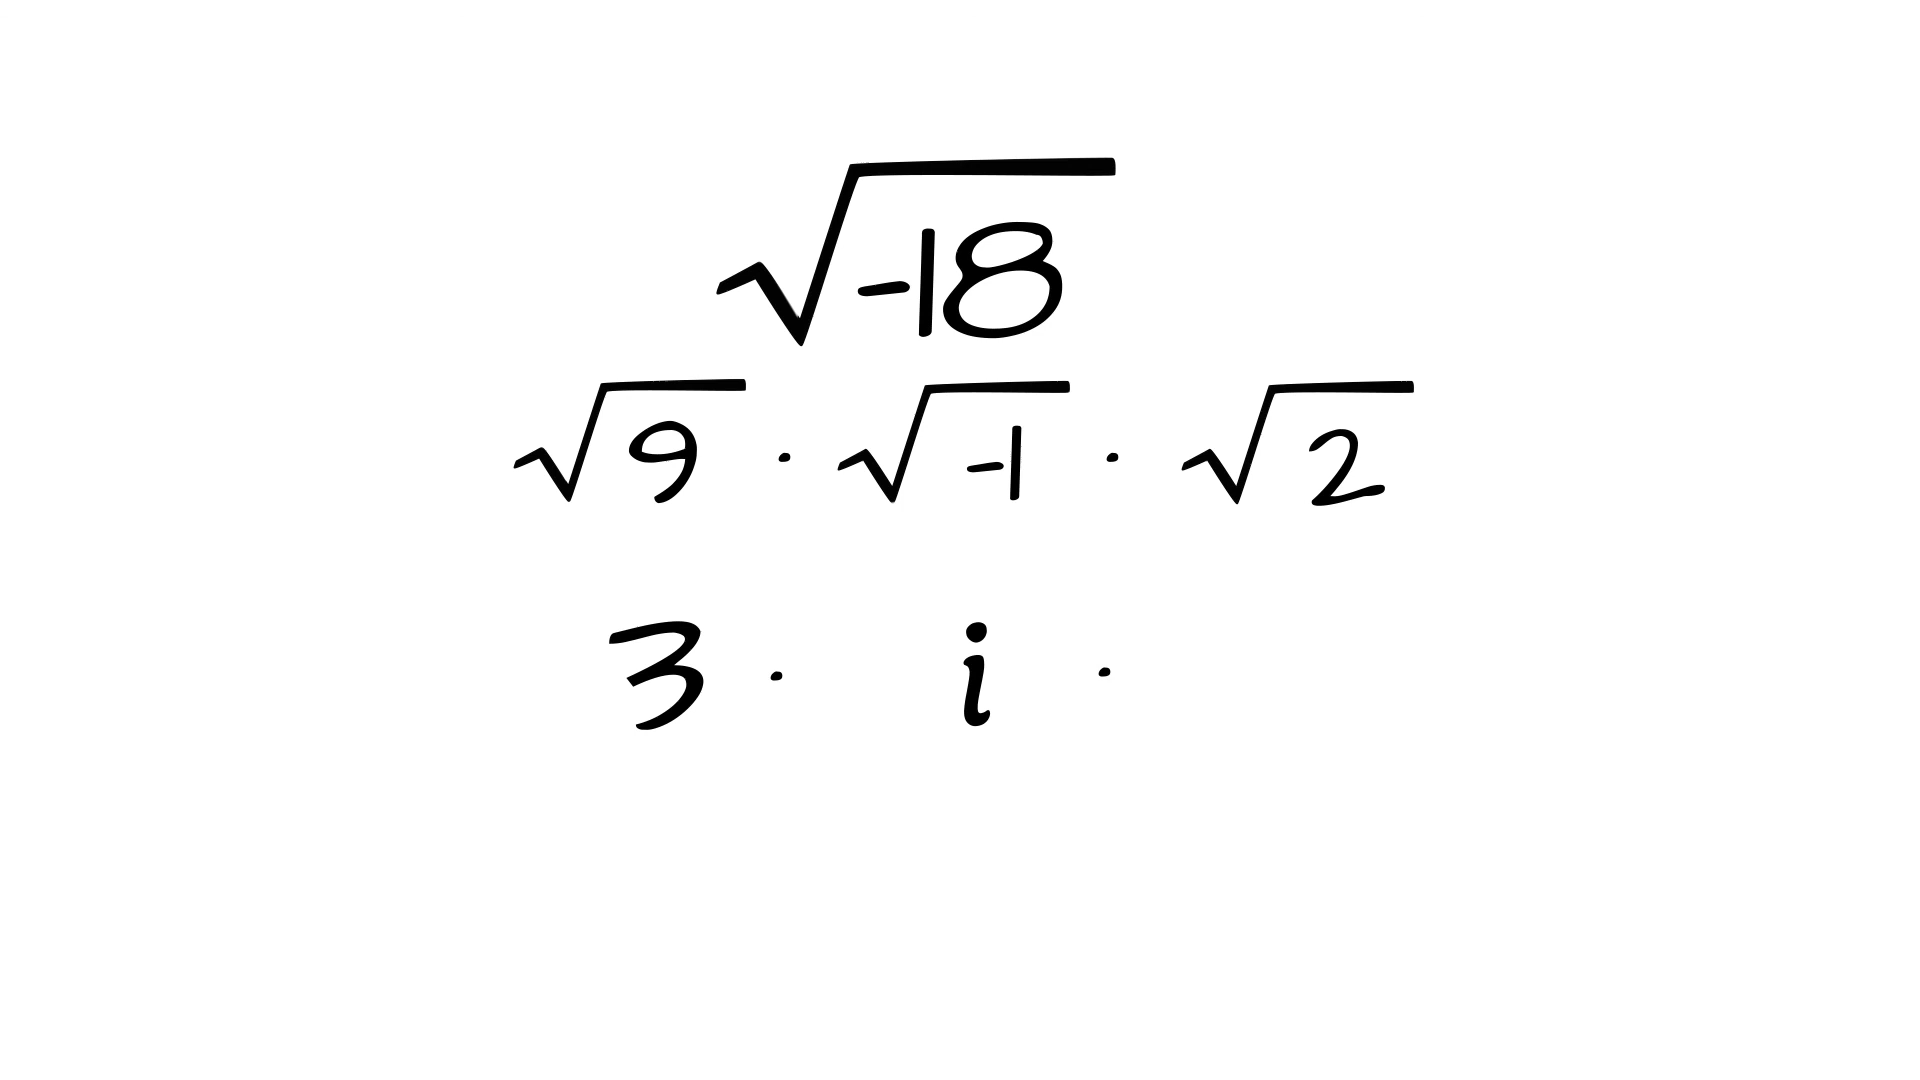 √-18
√9 · √-1 · √2
3 · i ·